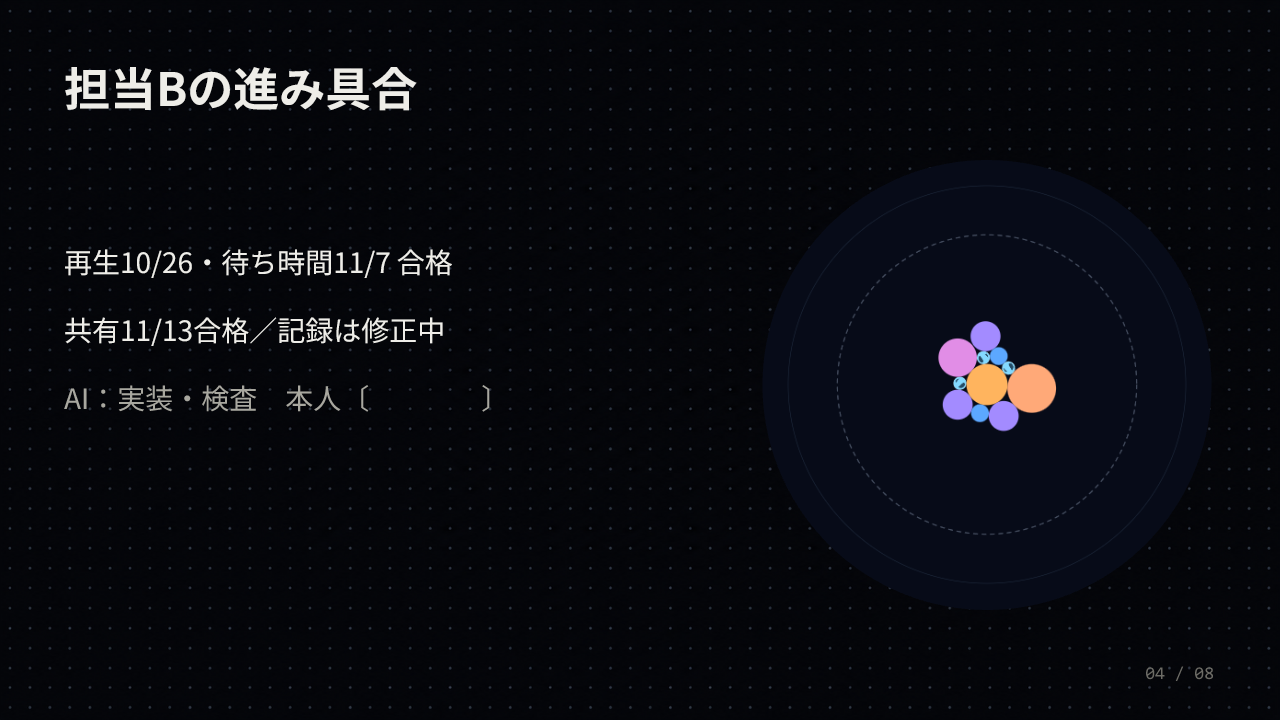 担当Bの進み具合
再生10/26・待ち時間11/7 合格
共有11/13合格／記録は修正中
AI：実装・検査　本人〔　　　　〕
04 / 08